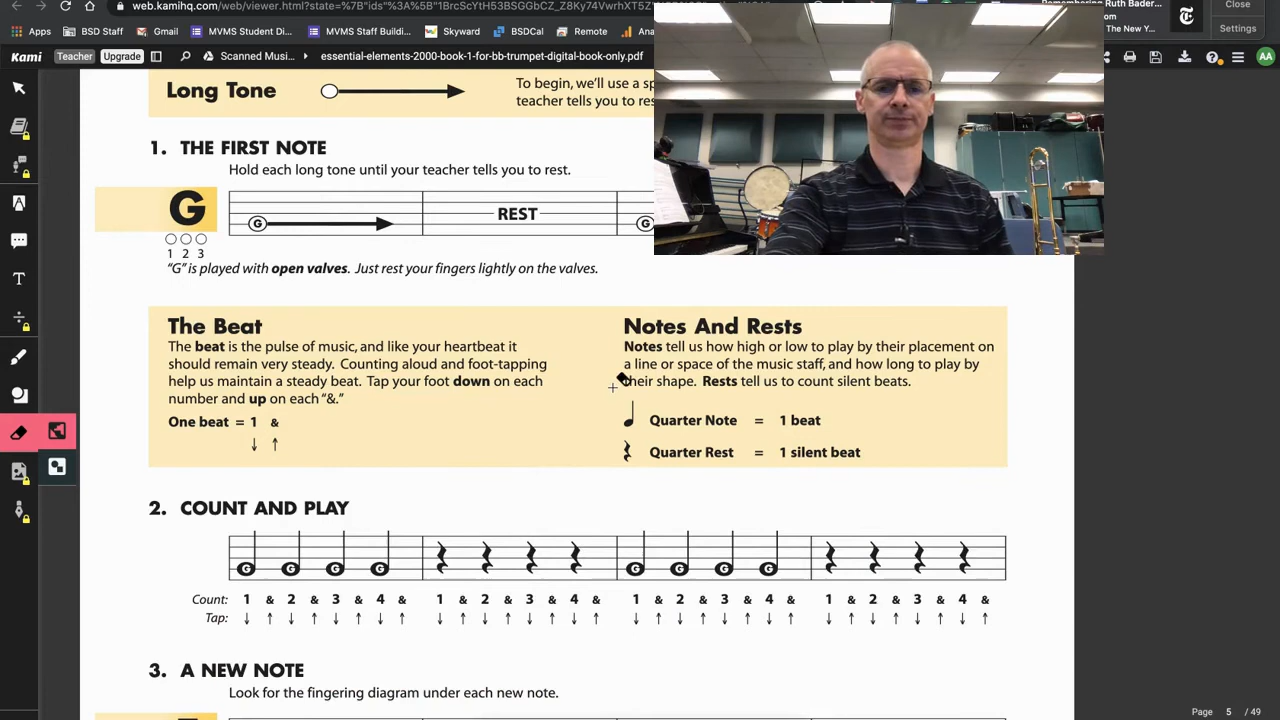 web.kamihq.com/web/viewer.html?state=%7B"ids"%3A%5B"1BrcScYtH53BSGGbCZ_Z8Ky74VwrhXT5Z
Remembering Ruth Bader
Close
Apps BSD Staff Gmail MVMS Student Di... MVMS Staff Buildin... Skyward BSDCal Rubric
of The New Y...
Settings
Kami Teacher Upgrade Scanned Musi... essential-elements-2000-book-1-for-bb-trumpet-digital-book-only.pdf AA
Long Tone
To begin, we'll use a sp
teacher tells you to res
1. THE FIRST NOTE
Hold each long tone until your teacher tells you to rest.
G
G REST G
1 2 3
"G" is played with open valves. Just rest your fingers lightly on the valves.
The Beat
The beat is the pulse of music, and like your heartbeat it
should remain very steady. Counting aloud and foot-tapping
help us maintain a steady beat. Tap your foot down on each
number and up on each "&."
One beat = 1 &
Notes And Rests
Notes tell us how high or low to play by their placement on
a line or space of the music staff, and how long to play by
their shape. Rests tell us to count silent beats.
Quarter Note = 1 beat
Quarter Rest = 1 silent beat
2. COUNT AND PLAY
G G G G G G G G
Count: 1 & 2 & 3 & 4 & 1 & 2 & 3 & 4 & 1 & 2 & 3 & 4 & 1 & 2 & 3 & 4 &
Tap:
3. A NEW NOTE
Look for the fingering diagram under each new note.
Page 5 / 49